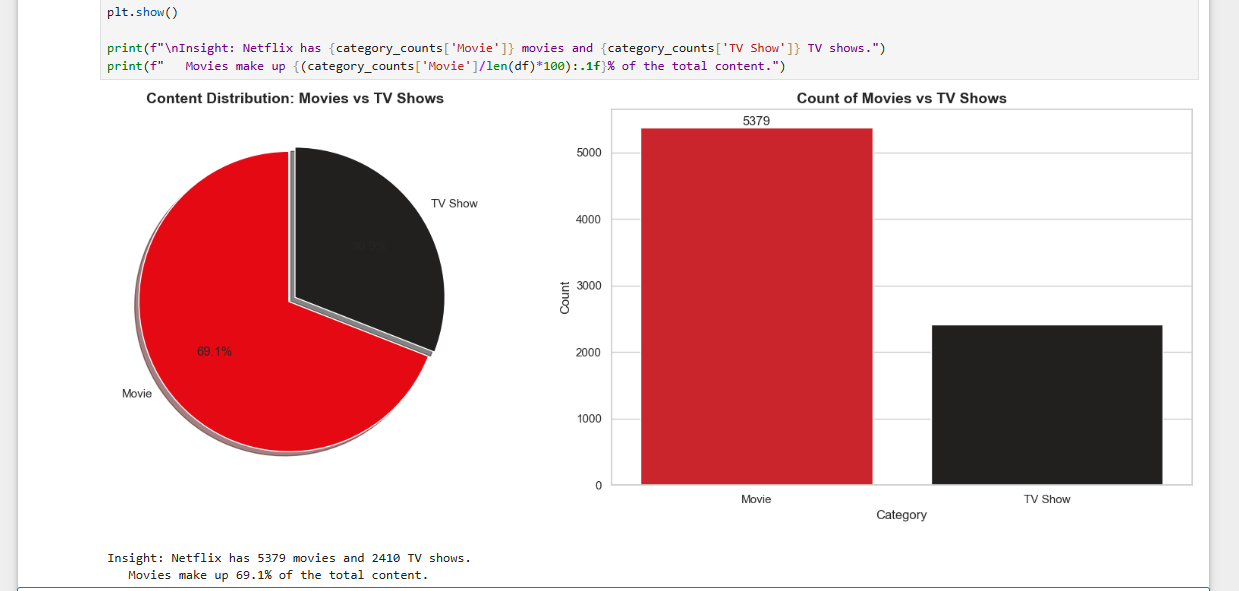 plt.show()
print(f"\nInsight: Netflix has {category_counts['Movie']} movies and {category_counts['TV Show']} TV shows.")
print(f"   Movies make up {(category_counts['Movie']/len(df)*100):.1f}% of the total content.")
Content Distribution: Movies vs TV Shows
TV Show
69.1%
Movie
Count of Movies vs TV Shows
5379
5000
4000
3000
2000
1000
0
Count
Movie
TV Show
Category
Insight: Netflix has 5379 movies and 2410 TV shows.
   Movies make up 69.1% of the total content.